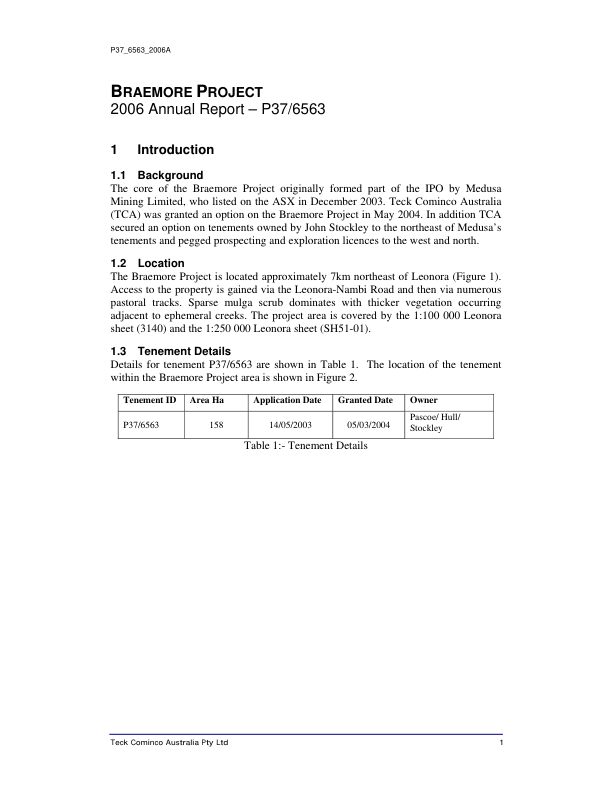 P37_6563_2006A
BRAEMORE PROJECT
2006 Annual Report – P37/6563
1 Introduction
1.1 Background
The core of the Braemore Project originally formed part of the IPO by Medusa
Mining Limited, who listed on the ASX in December 2003. Teck Cominco Australia
(TCA) was granted an option on the Braemore Project in May 2004. In addition TCA
secured an option on tenements owned by John Stockley to the northeast of Medusa's
tenements and pegged prospecting and exploration licences to the west and north.
1.2 Location
The Braemore Project is located approximately 7km northeast of Leonora (Figure 1).
Access to the property is gained via the Leonora-Nambi Road and then via numerous
pastoral tracks. Sparse mulga scrub dominates with thicker vegetation occurring
adjacent to ephemeral creeks. The project area is covered by the 1:100 000 Leonora
sheet (3140) and the 1:250 000 Leonora sheet (SH51-01).
1.3 Tenement Details
Details for tenement P37/6563 are shown in Table 1. The location of the tenement
within the Braemore Project area is shown in Figure 2.
Tenement ID Area Ha Application Date Granted Date Owner
P37/6563 158 14/05/2003 05/03/2004 Pascoe/ Hull/
Stockley
Table 1:- Tenement Details
Teck Cominco Australia Pty Ltd 1